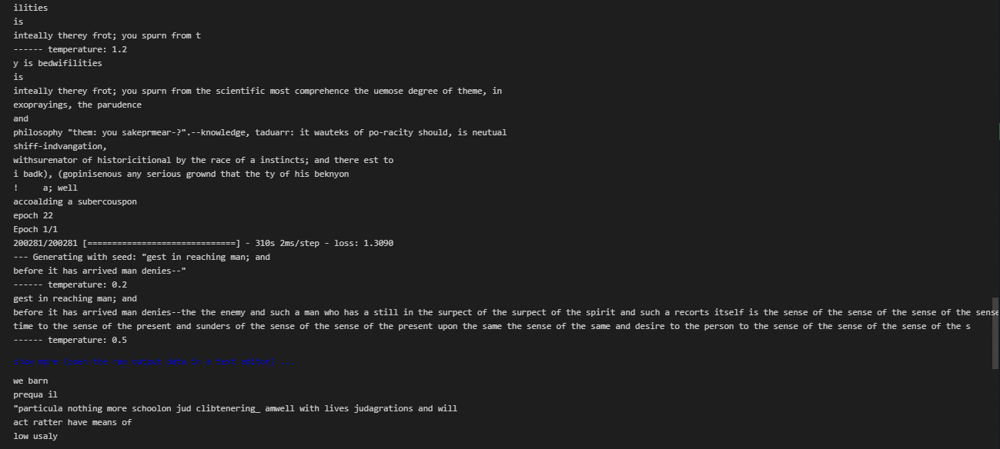 ilities
is
inteally therey frot; you spurn from t
------ temperature: 1.2
y is bedwifilities
is
inteally therey frot; you spurn from the scientific most comprehence the uemose degree of theme, in
exoprayings, the parudence
and
philosophy "them: you sakeprmear-?".--knowledge, taduarr: it wauteks of po-racity should, is neutual
shiff-indvangation,
withsurenator of historicitional by the race of a instincts; and there est to
i badk), (gopinisenous any serious grownd that the ty of his beknyon
!     a; well
accoalding a subercouspon
epoch 22
Epoch 1/1
200281/200281 [==============================] - 310s 2ms/step - loss: 1.3090
--- Generating with seed: "gest in reaching man; and
before it has arrived man denies--"
------ temperature: 0.2
gest in reaching man; and
before it has arrived man denies--the the enemy and such a man who has a still in the surpect of the surpect of the spirit and such a recorts itself is the sense of the sense of the sense of the sense
time to the sense of the present and sunders of the sense of the sense of the present upon the same the sense of the same and desire to the person to the sense of the sense of the sense of the s
------ temperature: 0.5
show more (open the raw output data in a text editor) ...
we barn
prequa il
"particula nothing more schoolon jud clibtenering_ amwell with lives judagrations and will
act ratter have means of
low usaly